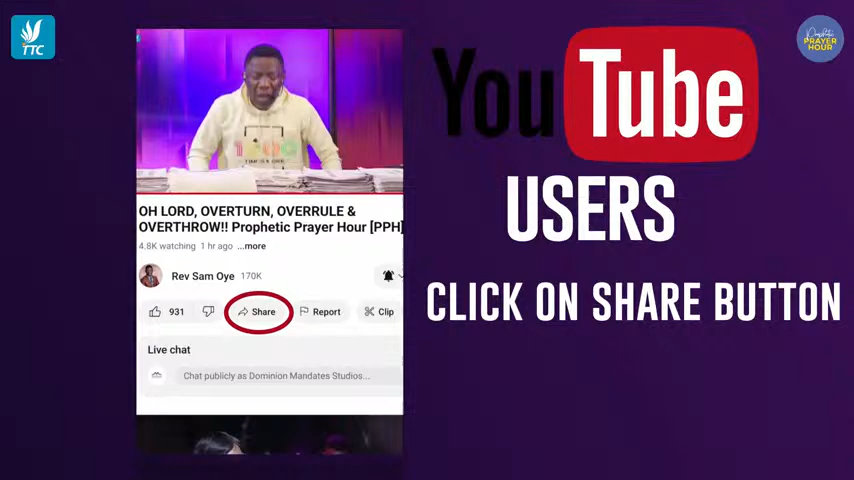 TTC
Prophetic
PRAYER
HOUR
YouTube
USERS
CLICK ON SHARE BUTTON
OH LORD, OVERTURN, OVERRULE &
OVERTHROW!! Prophetic Prayer Hour [PPH]
4.8K watching 1 hr ago ...more
Rev Sam Oye 170K
931 Share Report Clip
Live chat
Chat publicly as Dominion Mandates Studios...